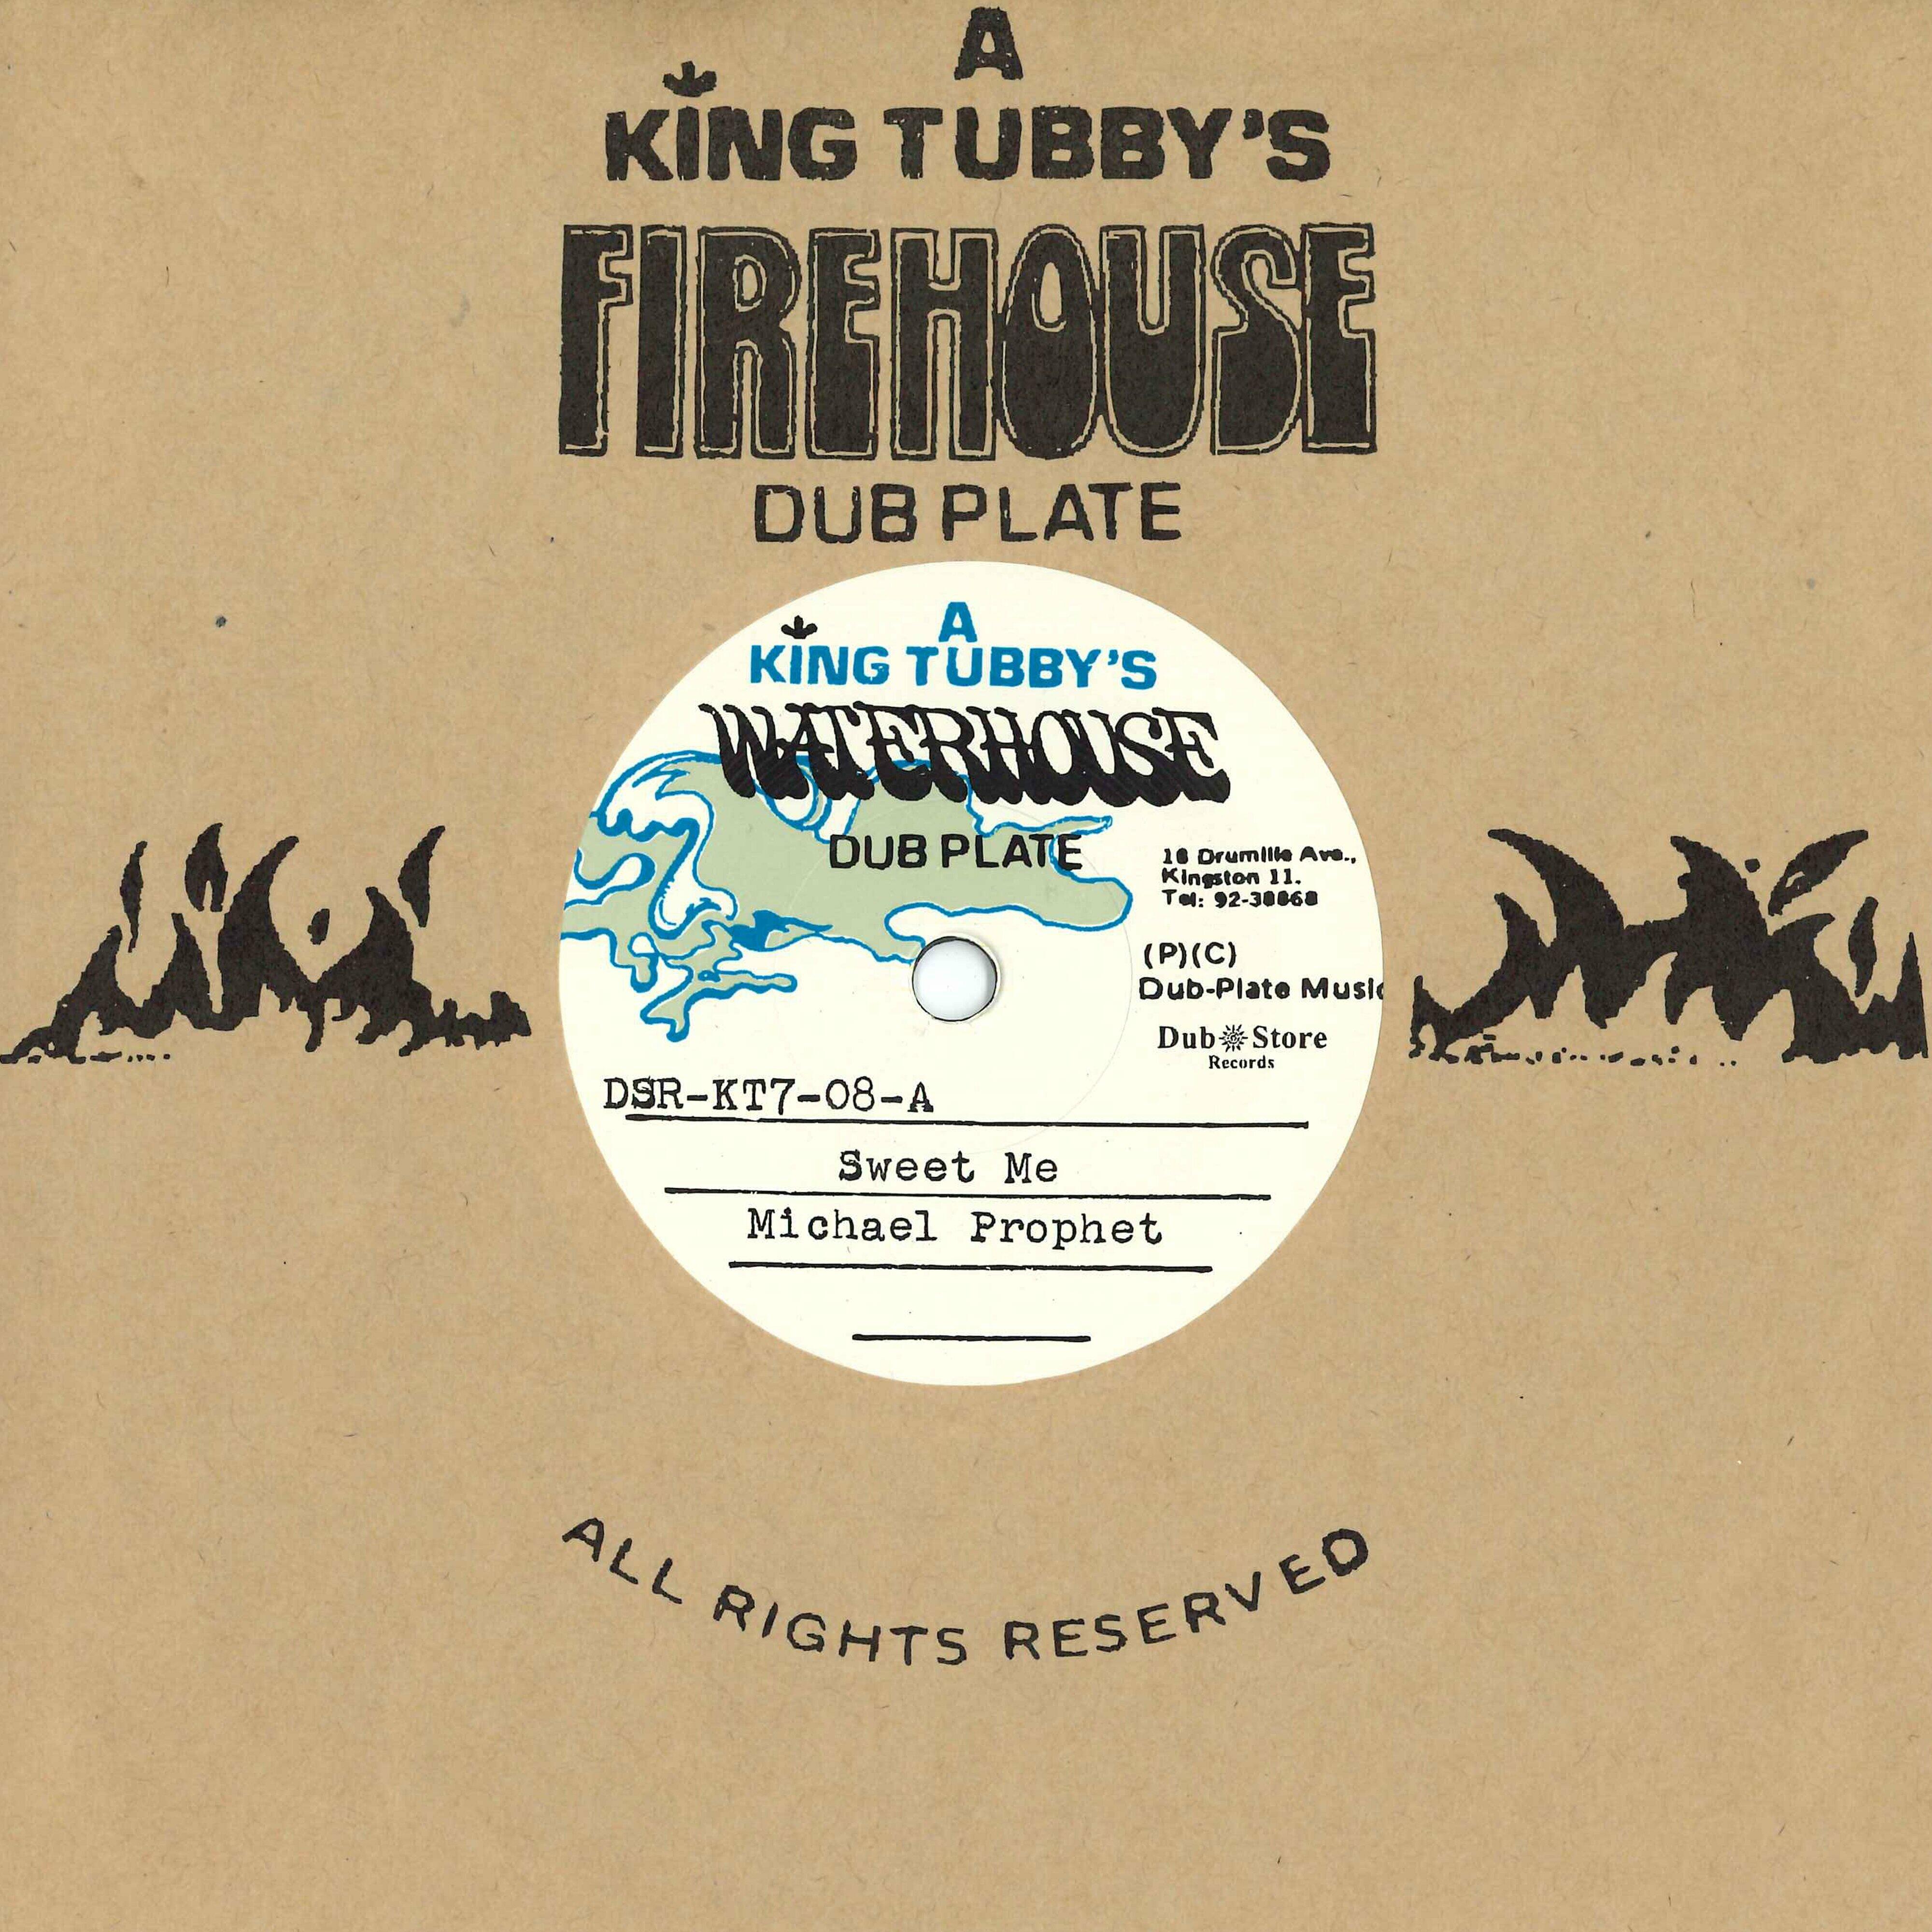 A
KING TUBBY'S
FIREHOUSE
DUB PLATE
A
KING TUBBY'S
WATERHOUSE
DUB PLATE
18 Drumille Ave.,
Kingston 11.
Tel: 92-38868
(P)(C)
Dub-Plate Music
Dub Store
Records
DSR-KT7-08-A
Sweet Me
Michael Prophet
ALL RIGHTS RESERVED